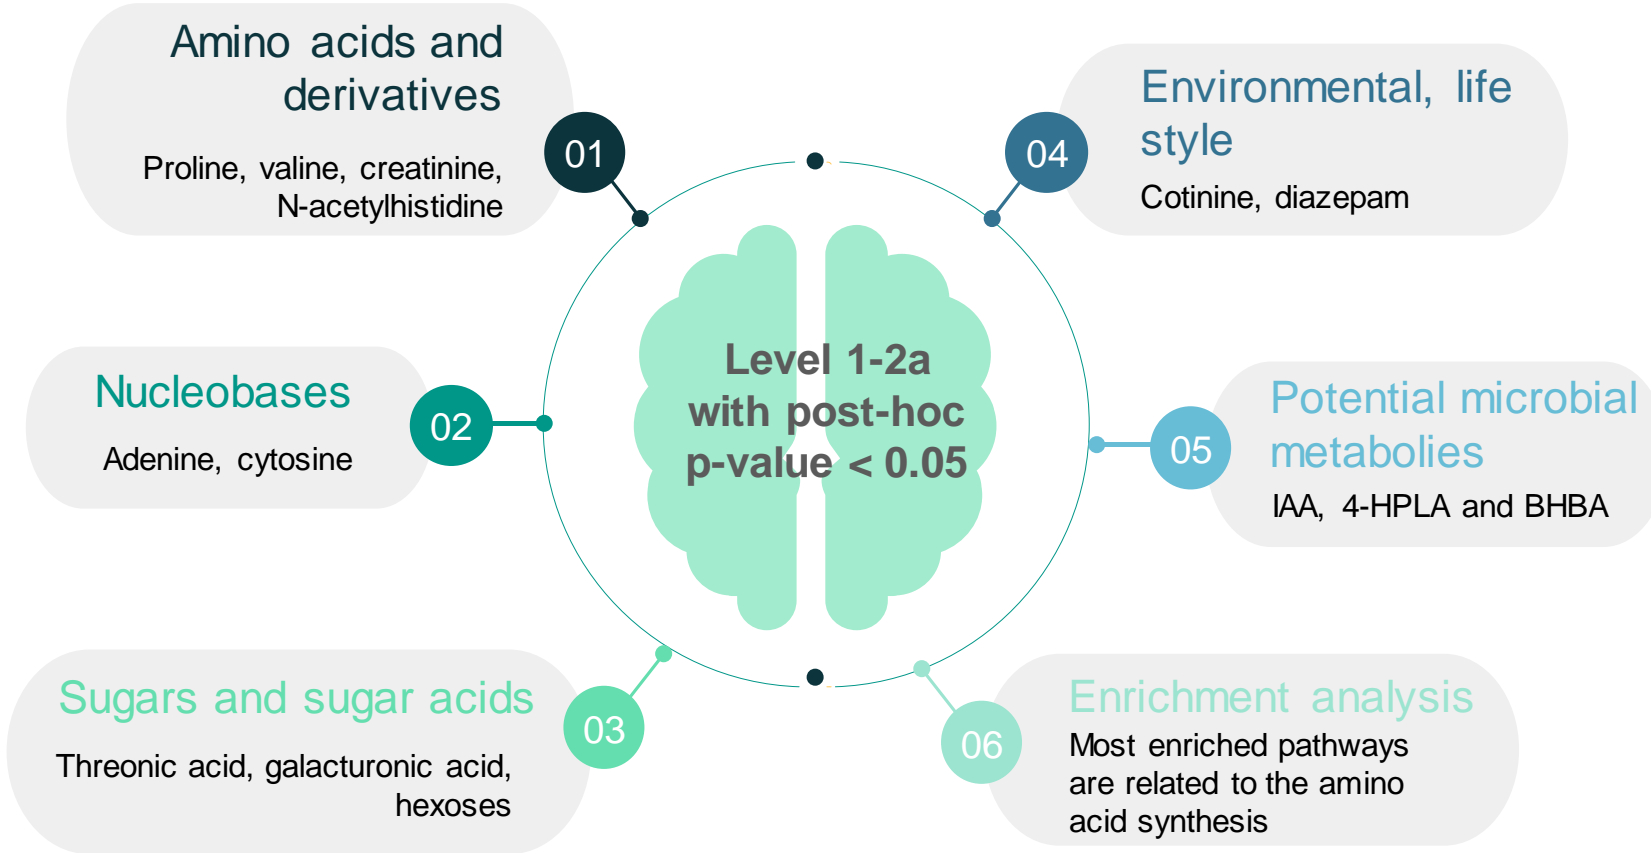 Amino acids and
derivatives
Proline, valine, creatinine,
N-acetylhistidine
01
Nucleobases
Adenine, cytosine
02
Sugars and sugar acids
Threonic acid, galacturonic acid,
hexoses
03
Level 1-2a
with post-hoc
p-value < 0.05
04
Environmental, life
style
Cotinine, diazepam
05
Potential microbial
metabolies
IAA, 4-HPLA and BHBA
06
Enrichment analysis
Most enriched pathways
are related to the amino
acid synthesis